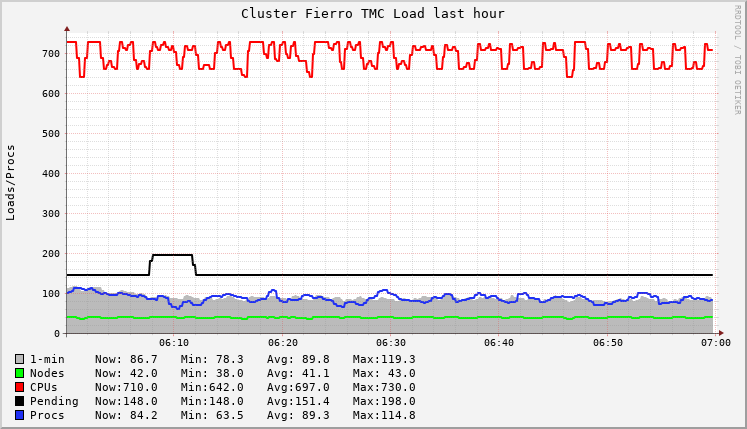 Cluster Fierro TMC Load last hour
RRDTOOL / TOBI OETIKER
Loads/Procs
700
600
500
400
300
200
100
0
06:10 06:20 06:30 06:40 06:50 07:00
1-min Now: 86.7 Min: 78.3 Avg: 89.8 Max:119.3
Nodes Now: 42.0 Min: 38.0 Avg: 41.1 Max: 43.0
CPUs Now:710.0 Min:642.0 Avg:697.0 Max:730.0
Pending Now:148.0 Min:148.0 Avg:151.4 Max:198.0
Procs Now: 84.2 Min: 63.5 Avg: 89.3 Max:114.8